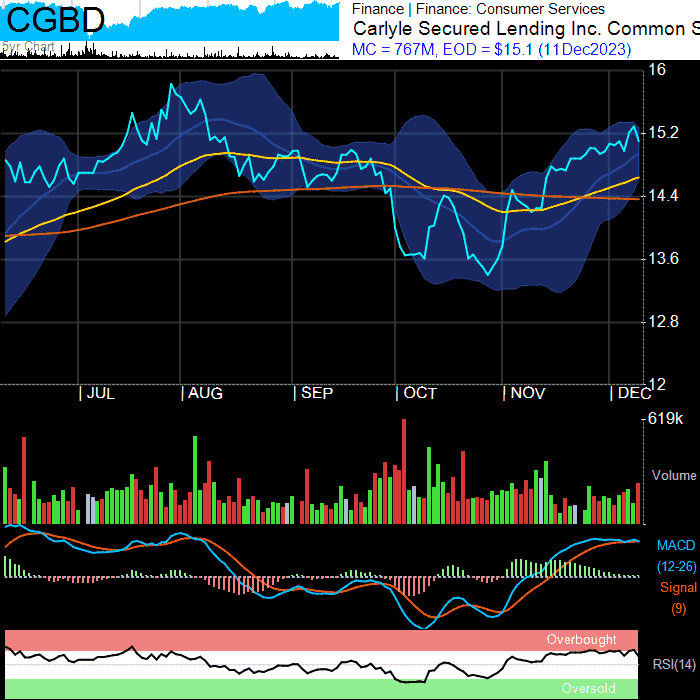 CGBD
5yr Chart
Finance | Finance: Consumer Services
Carlyle Secured Lending Inc. Common S
MC = 767M, EOD = $15.1 (11Dec2023)
16
15.2
14.4
13.6
12.8
12
| JUL | AUG | SEP | OCT | NOV | DEC
619k
Volume
MACD
(12-26)
Signal
(9)
Overbought
RSI(14)
Oversold